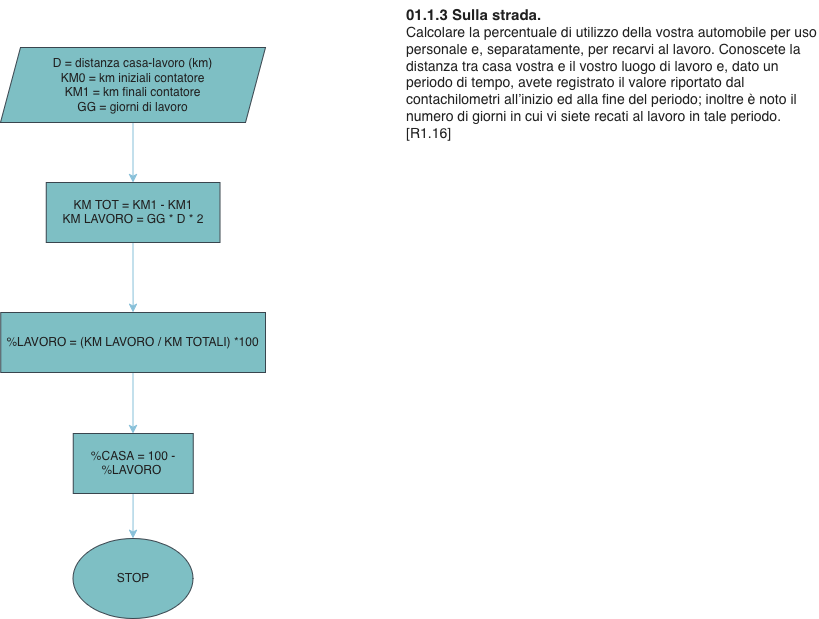 01.1.3 Sulla strada.
Calcolare la percentuale di utilizzo della vostra automobile per uso
personale e, separatamente, per recarvi al lavoro. Conoscete la
distanza tra casa vostra e il vostro luogo di lavoro e, dato un
periodo di tempo, avete registrato il valore riportato dal
contachilometri all'inizio ed alla fine del periodo; inoltre è noto il
numero di giorni in cui vi siete recati al lavoro in tale periodo.
[R1.16]
D = distanza casa-lavoro (km)
KM0 = km iniziali contatore
KM1 = km finali contatore
GG = giorni di lavoro
KM TOT = KM1 - KM1
KM LAVORO = GG * D * 2
%LAVORO = (KM LAVORO / KM TOTALI) *100
%CASA = 100 -
%LAVORO
STOP